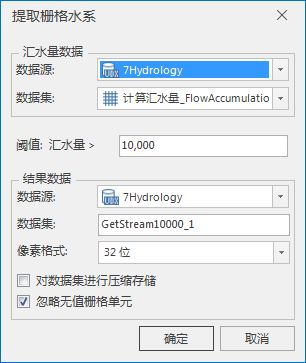 提取栅格水系
汇水量数据
数据源: 7Hydrology
数据集: 计算汇水量_FlowAccumulatio
阈值: 汇水量 > 10,000
结果数据
数据源: 7Hydrology
数据集: GetStream10000_1
像素格式: 32 位
对数据集进行压缩存储
忽略无值栅格单元
确定 取消